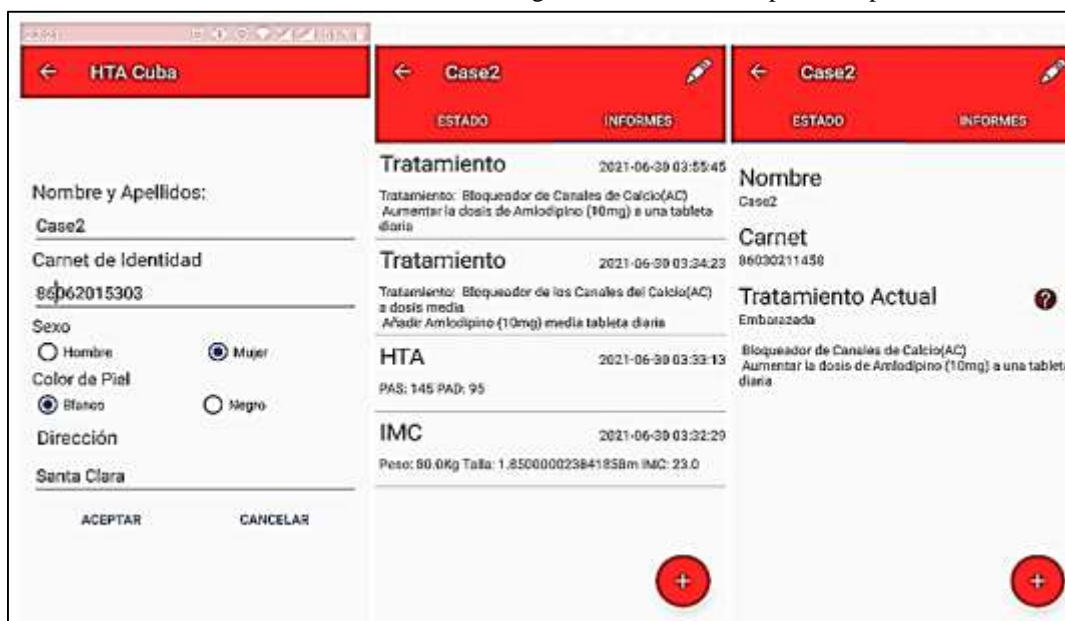 HTA Cuba
Nombre y Apellidos:
Case2
Carnet de Identidad
86062015303
Sexo
Hombre
Mujer
Color de Piel
Blanco
Negro
Dirección
Santa Clara
ACEPTAR
CANCELAR
Case2
ESTADO
INFORMES
Tratamiento
2021-06-30 03:55:45
Tratamiento: Bloqueador de Canales de Calcio(AC)
Aumentar la dosis de Amlodipino (10mg) a una tableta
diaria
Tratamiento
2021-06-30 03:34:23
Tratamiento: Bloqueador de los Canales del Calcio(AC)
a dosis media
Añadir Amlodipino (10mg) media tableta diaria
HTA
2021-06-30 03:33:13
PAS: 145 PAD: 95
IMC
2021-06-30 03:32:29
Peso: 80.0Kg Talla: 1.850000023841858m IMC: 23.0
+
Case2
ESTADO
INFORMES
Nombre
Case2
Carnet
86030211458
Tratamiento Actual
?
Embarazada
Bloqueador de Canales de Calcio(AC)
Aumentar la dosis de Amlodipino (10mg) a una tableta
diaria
+